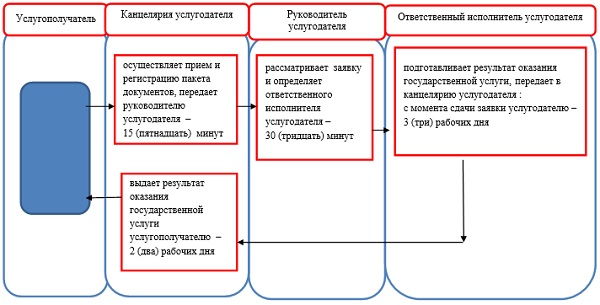 Услугополучатель
Канцелярия услугодателя
Руководитель
услугодателя
Ответственный исполнитель услугодателя
осуществляет прием и
регистрацию пакета
документов, передает
руководителю
услугодателя –
15 (пятнадцать) минут
рассматривает заявку
и определяет
ответственного
исполнителя
услугодателя –
30 (тридцать) минут
подготавливает результат оказания
государственной услуги, передает в
канцелярию услугодателя :
с момента сдачи заявки услугодателю –
3 (три) рабочих дня
выдает результат
оказания
государственной
услуги
услугополучателю –
2 (два) рабочих дня